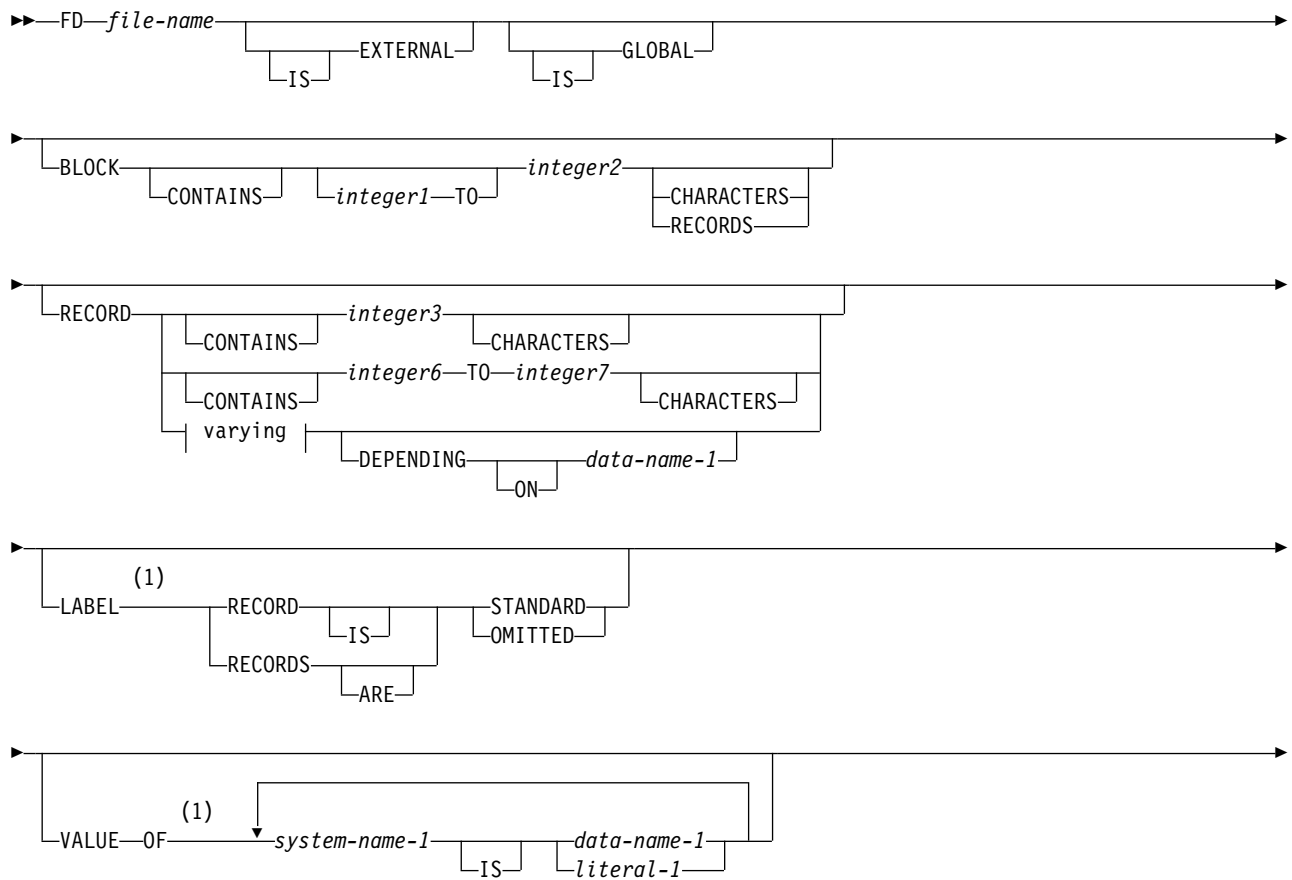 FD file-name EXTERNAL GLOBAL
IS IS
BLOCK integer2
CONTAINS integer1 TO CHARACTERS
RECORDS
RECORD integer3
CONTAINS CHARACTERS
integer6 TO integer7
CONTAINS CHARACTERS
varying
DEPENDING data-name-1
ON
(1)
LABEL RECORD STANDARD
IS OMITTED
RECORDS
ARE
(1)
VALUE OF system-name-1 data-name-1
IS literal-1